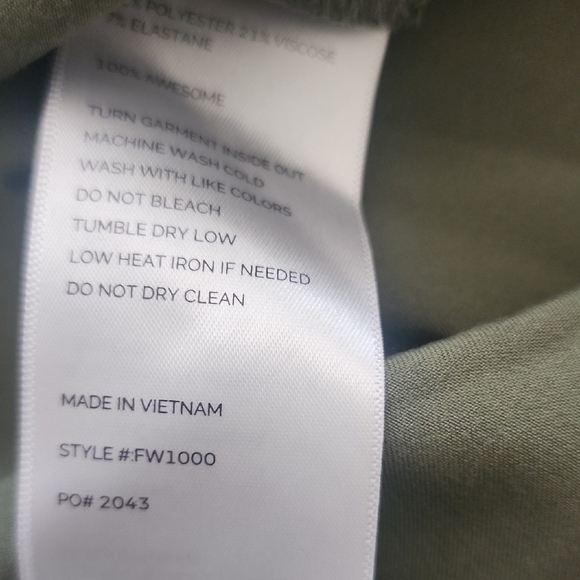 % POLYESTER 21% VISCOSE
7% ELASTANE
100% AWESOME
TURN GARMENT INSIDE OUT
MACHINE WASH COLD
WASH WITH LIKE COLORS
DO NOT BLEACH
TUMBLE DRY LOW
LOW HEAT IRON IF NEEDED
DO NOT DRY CLEAN
MADE IN VIETNAM
STYLE #:FW1000
PO# 2043